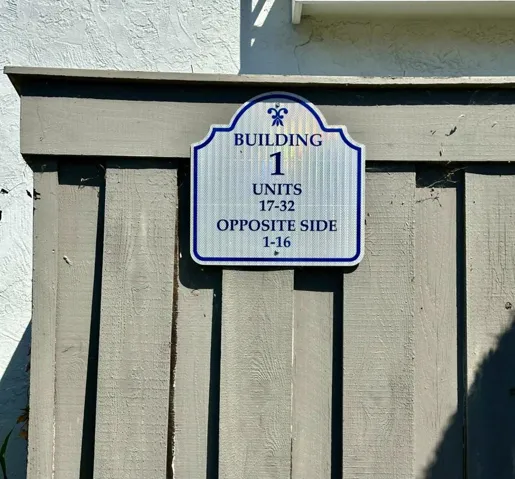 BUILDING
1
UNITS
17-32
OPPOSITE SIDE
1-16